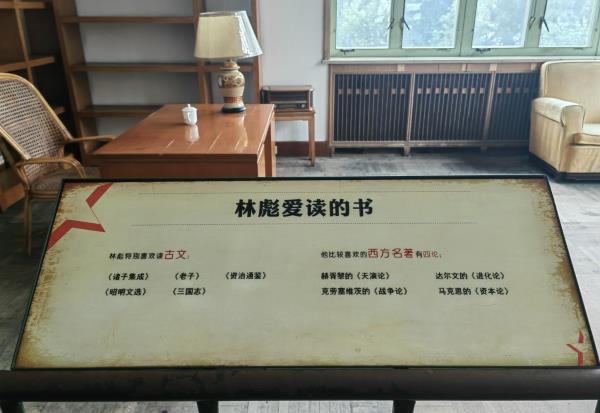 林彪爱读的书
林彪特别喜欢读古文：
《诸子集成》 《老子》 《资治通鉴》
《昭明文选》 《三国志》
他比较喜欢的西方名著有四论：
赫胥黎的《天演论》 达尔文的《进化论》
克劳塞维茨的《战争论》 马克思的《资本论》